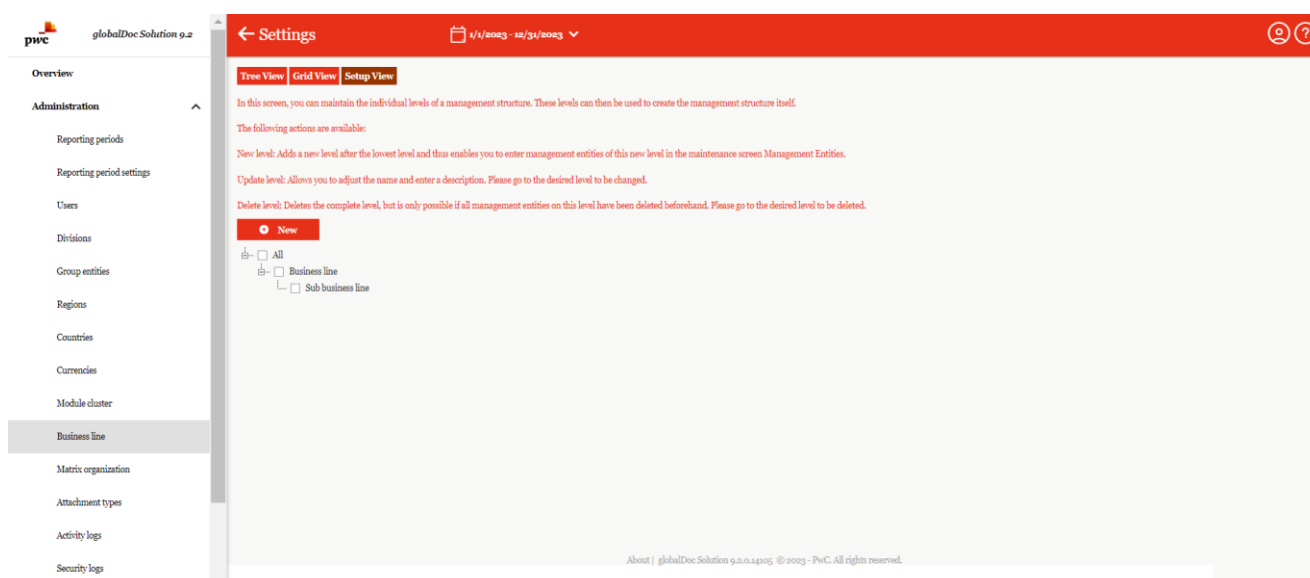 pwc
globalDoc Solution 9.2
Settings
1/1/2023 - 12/31/2023
Overview
Administration
Reporting periods
Reporting period settings
Users
Divisions
Group entities
Regions
Countries
Currencies
Module cluster
Business line
Matrix organization
Attachment types
Activity logs
Security logs
Tree View Grid View Setup View
In this screen, you can maintain the individual levels of a management structure. These levels can then be used to create the management structure itself.
The following actions are available:
New level: Adds a new level after the lowest level and thus enables you to enter management entities of this new level in the maintenance screen Management Entities.
Update level: Allows you to adjust the name and enter a description. Please go to the desired level to be changed.
Delete level: Deletes the complete level, but is only possible if all management entities on this level have been deleted beforehand. Please go to the desired level to be deleted.
New
All
Business line
Sub business line
About | globalDoc Solution 9.2.0.14105 © 2023 - PwC. All rights reserved.